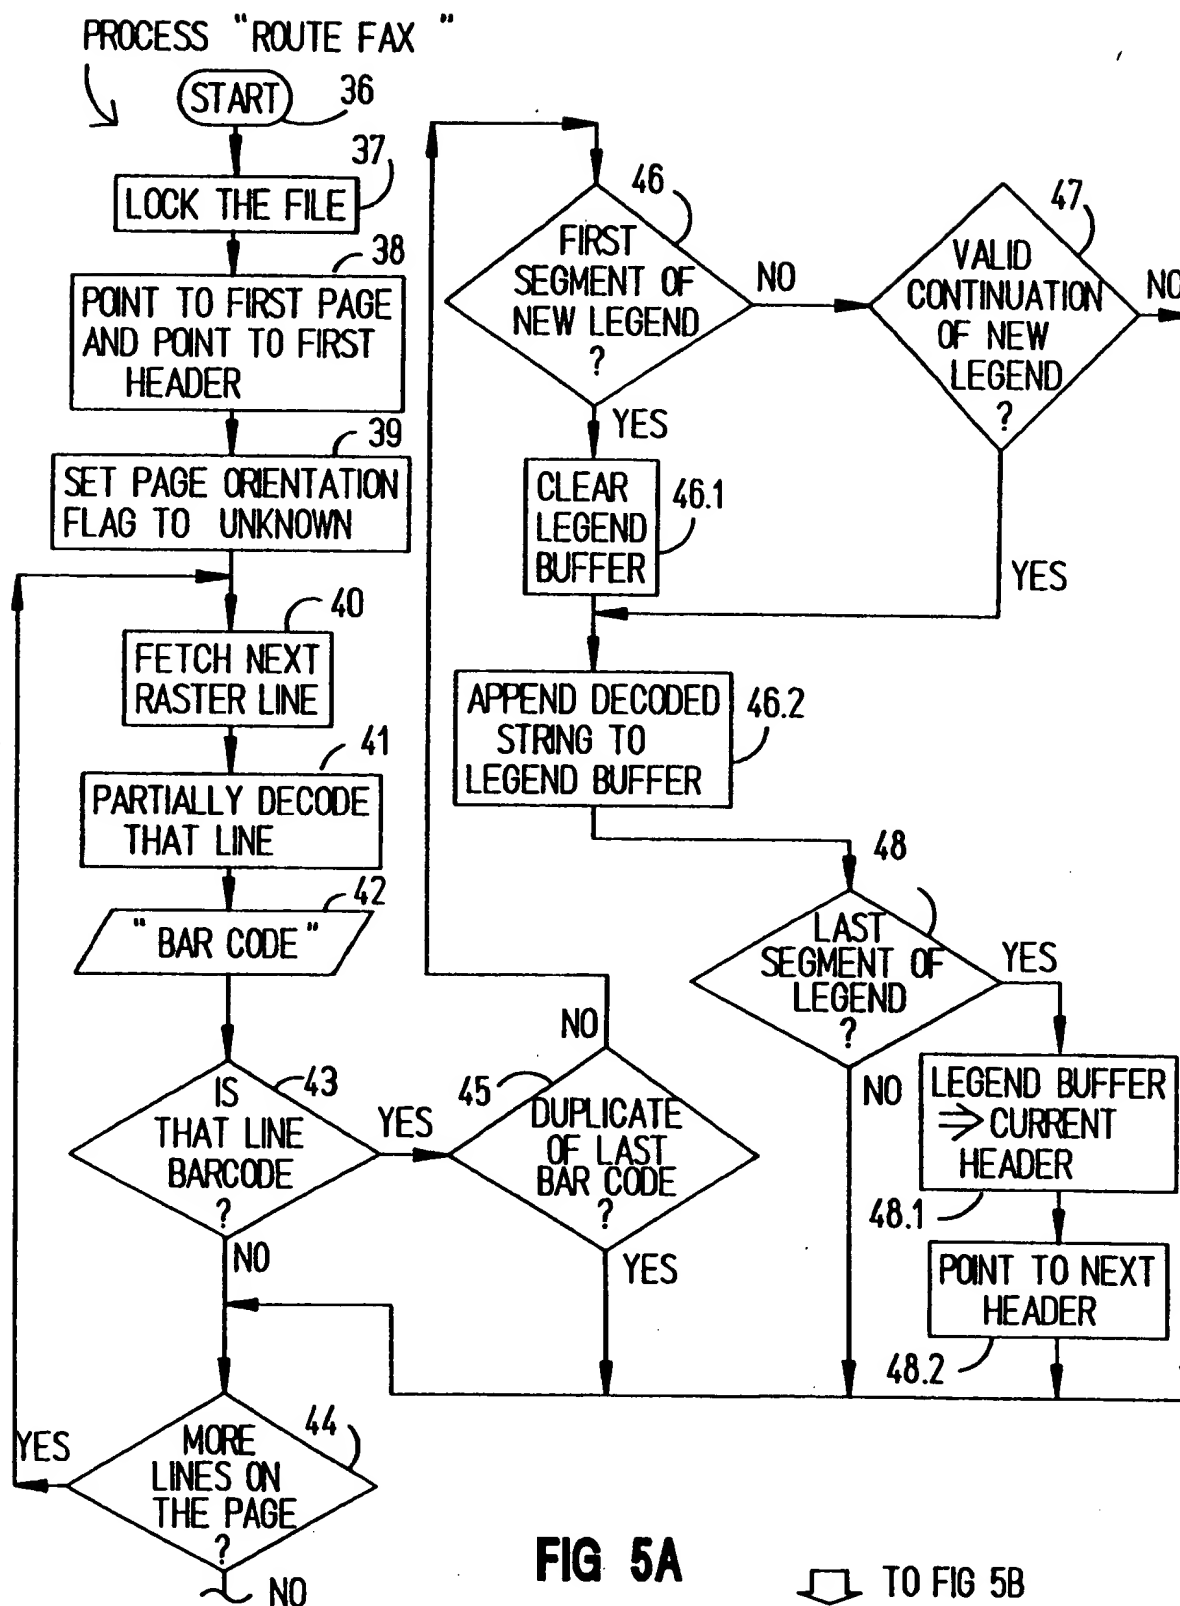 PROCESS "ROUTE FAX "
START
36
37
LOCK THE FILE
38
POINT TO FIRST PAGE
AND POINT TO FIRST
HEADER
39
SET PAGE ORIENTATION
FLAG TO UNKNOWN
40
FETCH NEXT
RASTER LINE
41
PARTIALLY DECODE
THAT LINE
42
" BAR CODE "
IS
THAT LINE
BARCODE
?
43
YES
NO
MORE
LINES ON
THE PAGE
?
44
YES
NO
45
DUPLICATE
OF LAST
BAR CODE
?
NO
YES
46
FIRST
SEGMENT OF
NEW LEGEND
?
NO
YES
47
VALID
CONTINUATION
OF NEW
LEGEND
?
NO
YES
CLEAR
LEGEND
BUFFER
46.1
APPEND DECODED
STRING TO
LEGEND BUFFER
46.2
48
LAST
SEGMENT OF
LEGEND
?
YES
NO
LEGEND BUFFER
⇒ CURRENT
HEADER
48.1
POINT TO NEXT
HEADER
48.2
FIG 5A
TO FIG 5B